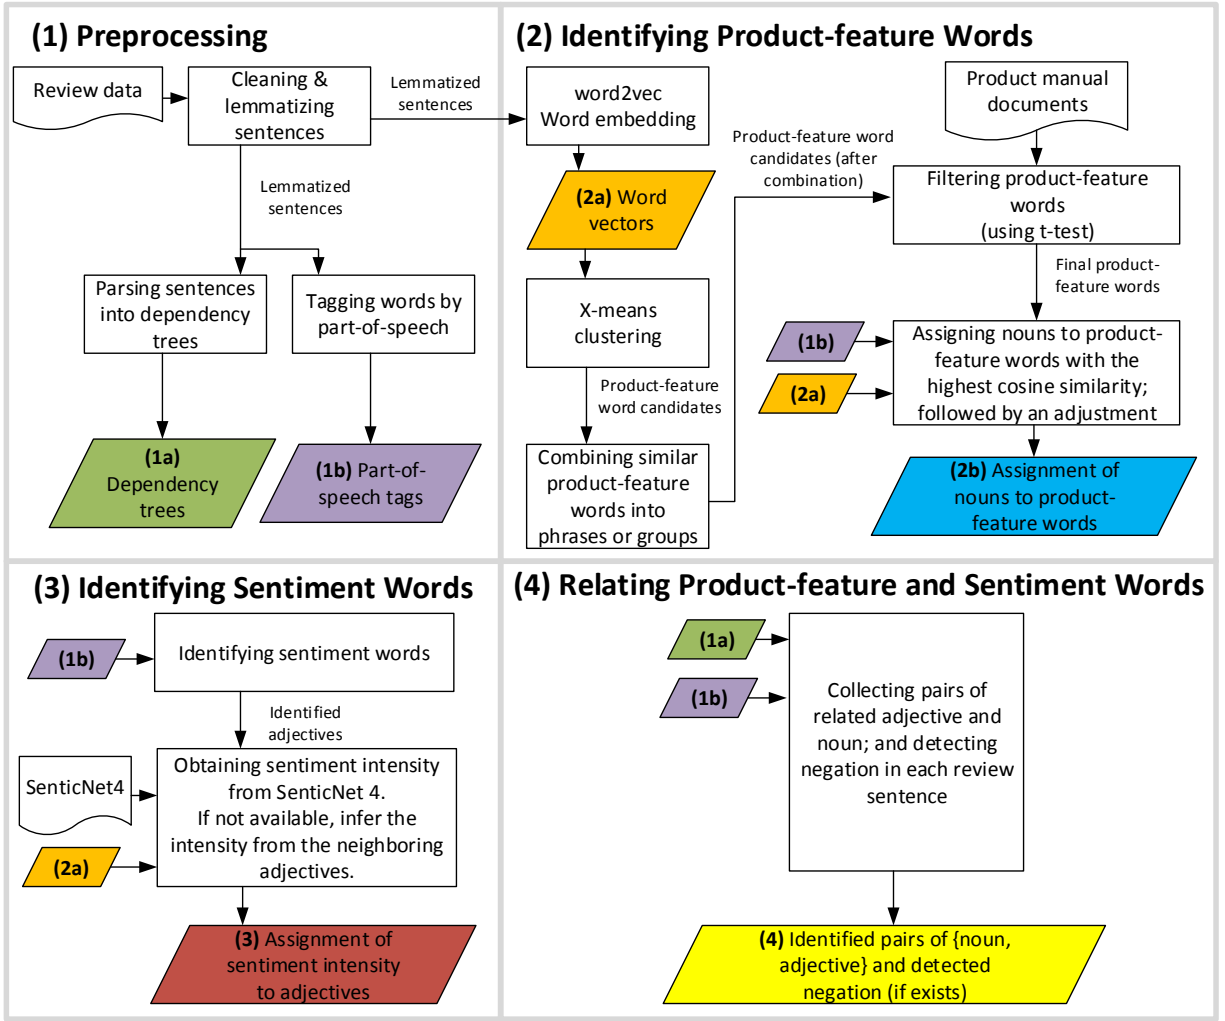 (1) Preprocessing
Review data
Cleaning &
lemmatizing
sentences
Lemmatized
sentences
Lemmatized
sentences
Parsing sentences
into dependency
trees
Tagging words by
part-of-speech
(1a)
Dependency
trees
(1b) Part-of-
speech tags
(2) Identifying Product-feature Words
word2vec
Word embedding
(2a) Word
vectors
X-means
clustering
Product-feature
word candidates
Combining similar
product-feature
words into
phrases or groups
Product-feature word
candidates (after
combination)
Product manual
documents
Filtering product-feature
words
(using t-test)
Final product-
feature words
(1b)
(2a)
Assigning nouns to product-
feature words with the
highest cosine similarity;
followed by an adjustment
(2b) Assignment of
nouns to product-
feature words
(3) Identifying Sentiment Words
(1b)
Identifying sentiment words
Identified
adjectives
SenticNet4
(2a)
Obtaining sentiment intensity
from SenticNet 4.
If not available, infer the
intensity from the neighboring
adjectives.
(3) Assignment of
sentiment intensity
to adjectives
(4) Relating Product-feature and Sentiment Words
(1a)
(1b)
Collecting pairs of
related adjective and
noun; and detecting
negation in each review
sentence
(4) Identified pairs of {noun,
adjective} and detected
negation (if exists)